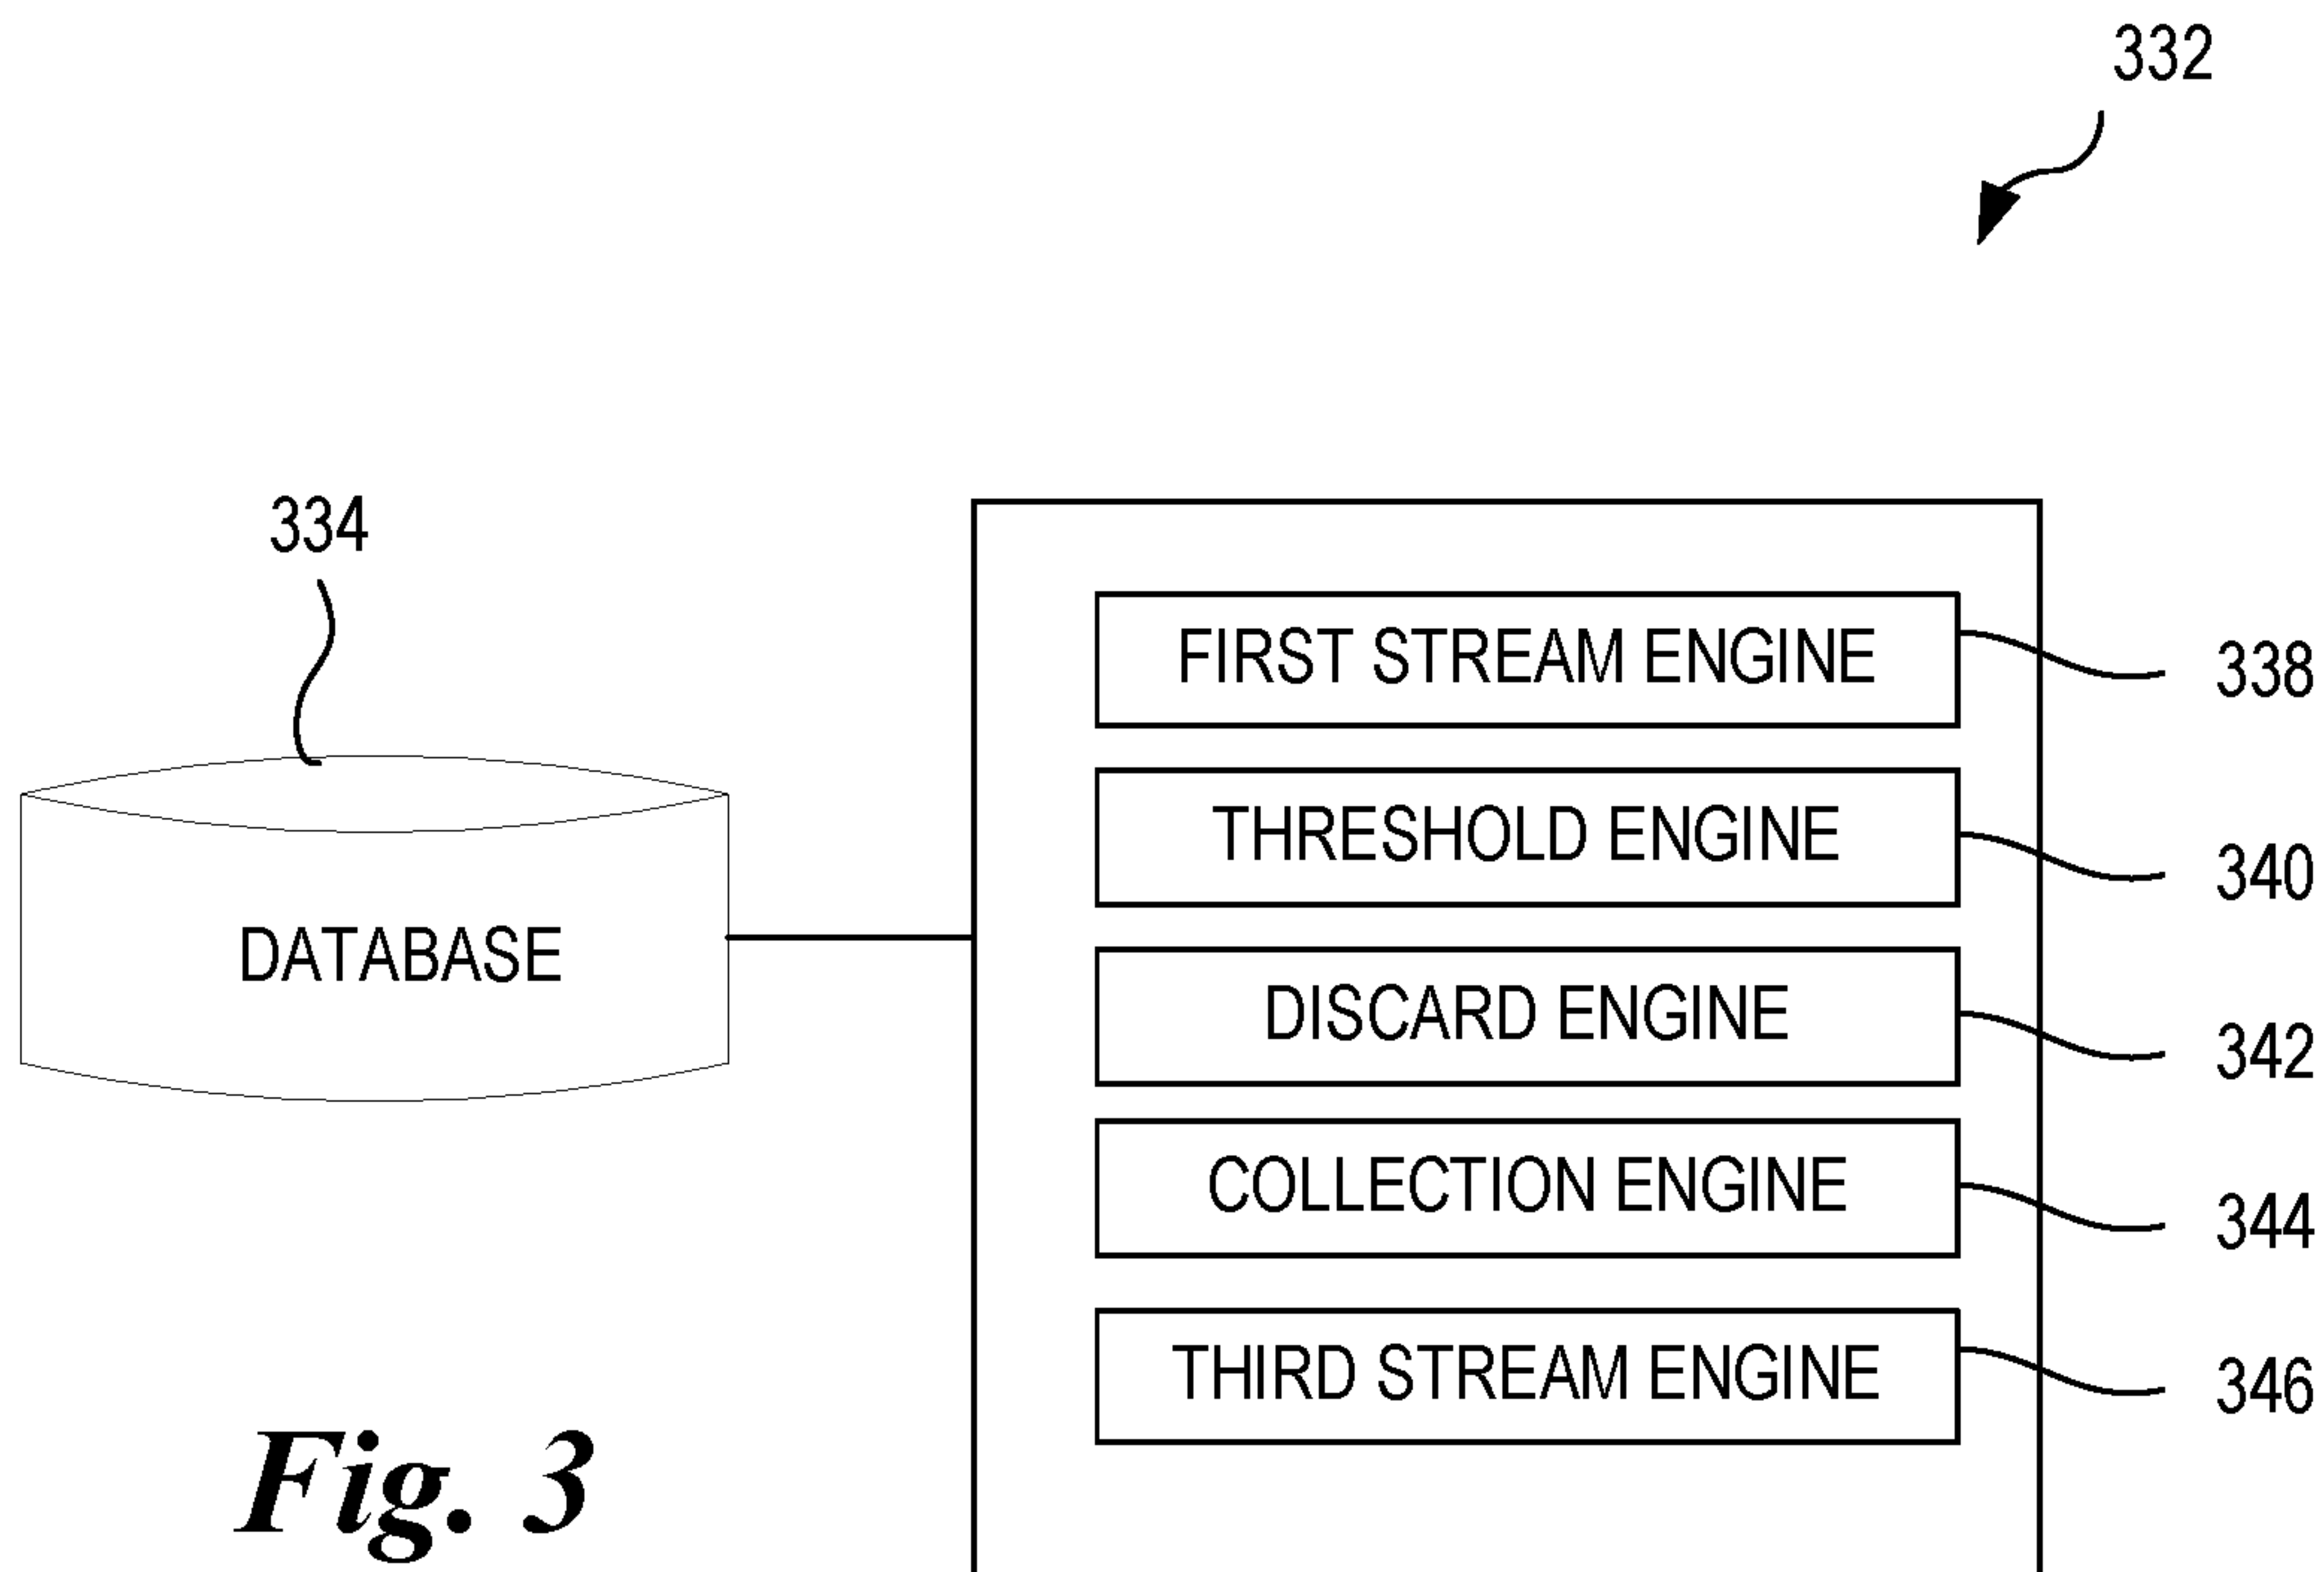 332
334
FIRST STREAM ENGINE
338
THRESHOLD ENGINE
340
DATABASE
DISCARD ENGINE
342
COLLECTION ENGINE
344
THIRD STREAM ENGINE
346
Fig. 3